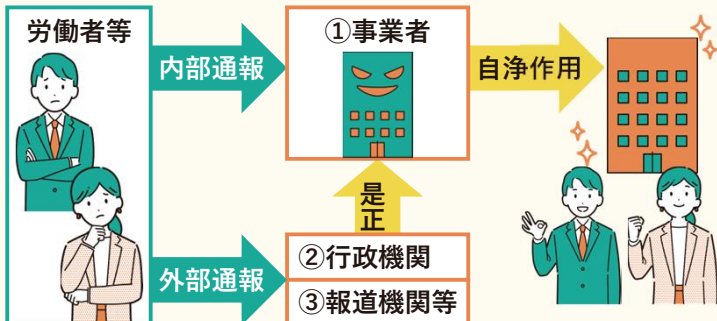 労働者等
内部通報
①事業者
自浄作用
是正
外部通報
②行政機関
③報道機関等